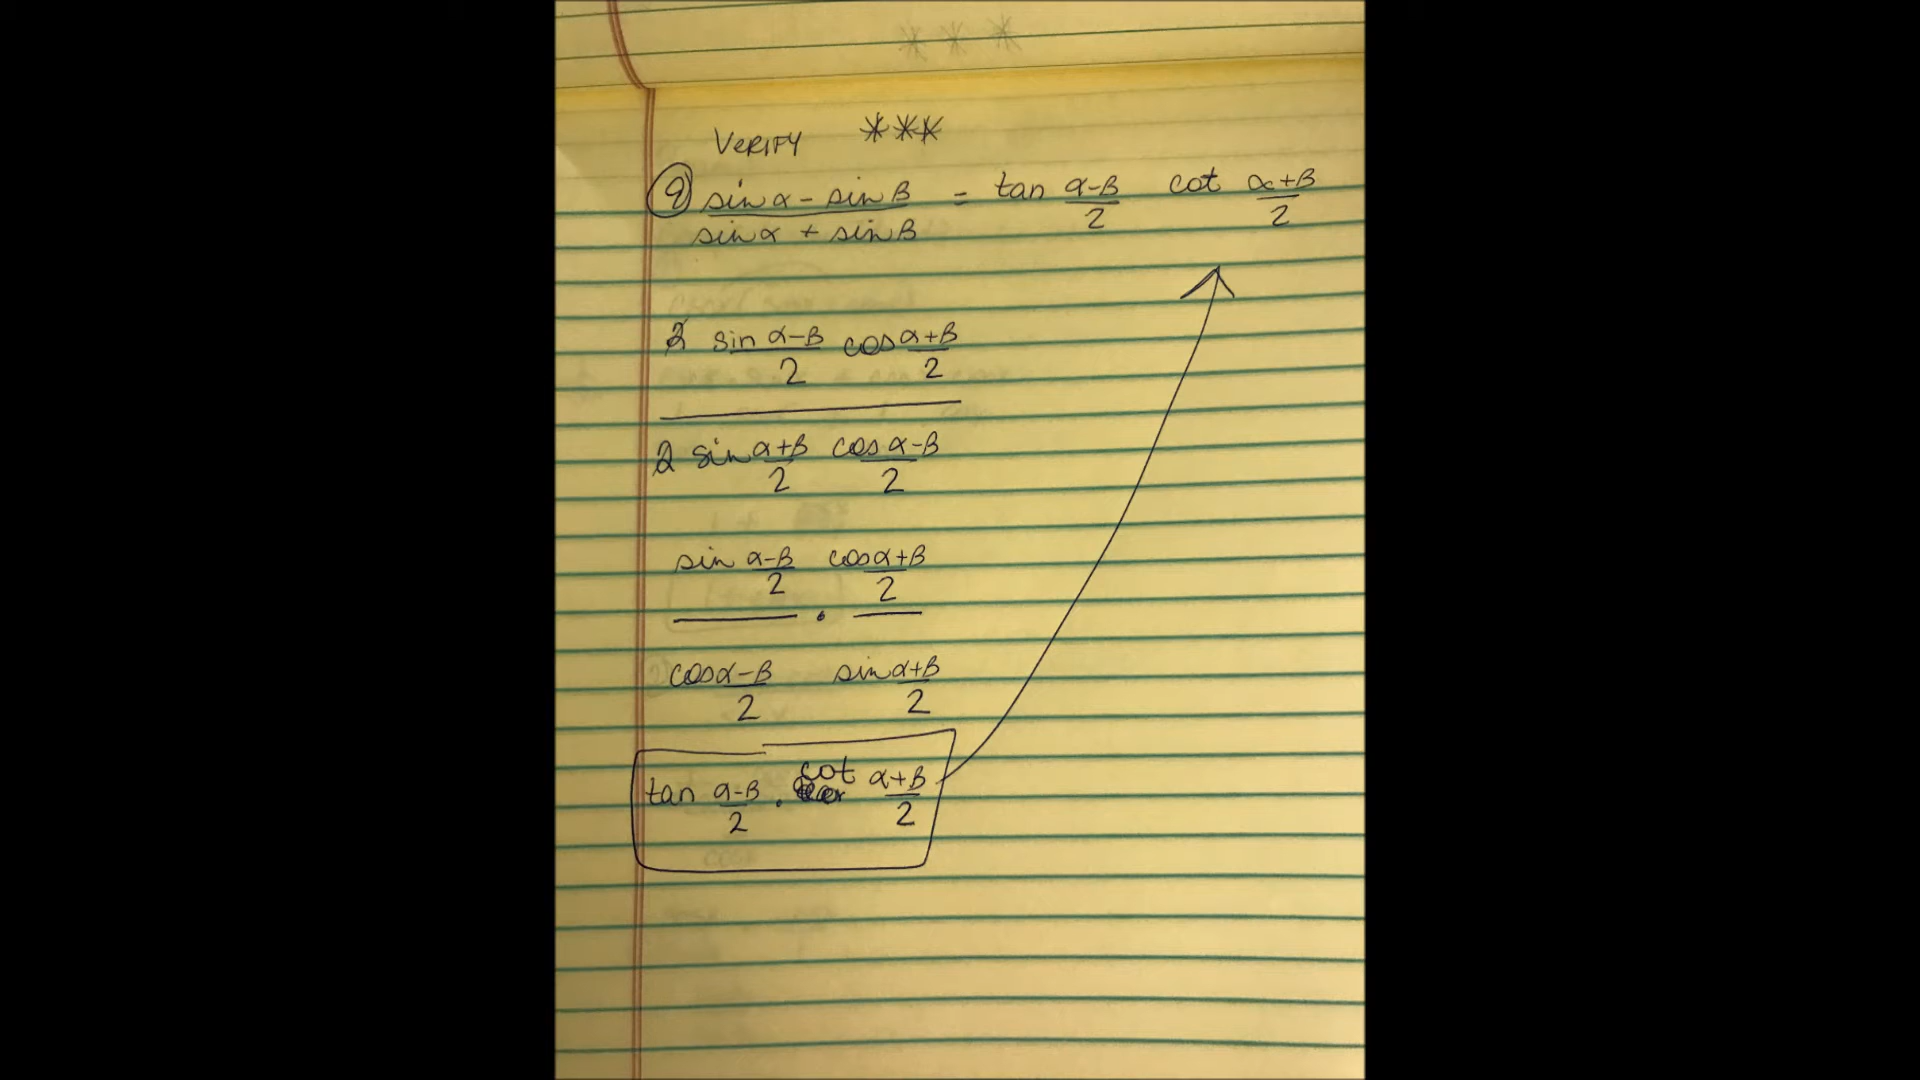 ***
VERIFY ***
9) sin α - sin β / sin α + sin β = tan α-β/2 cot α+β/2
2 sin α-β/2 cos α+β/2
2 sin α+β/2 cos α-β/2
sin α-β/2 · cos α+β/2
cos α-β/2 sin α+β/2
tan α-β/2 · cot α+β/2